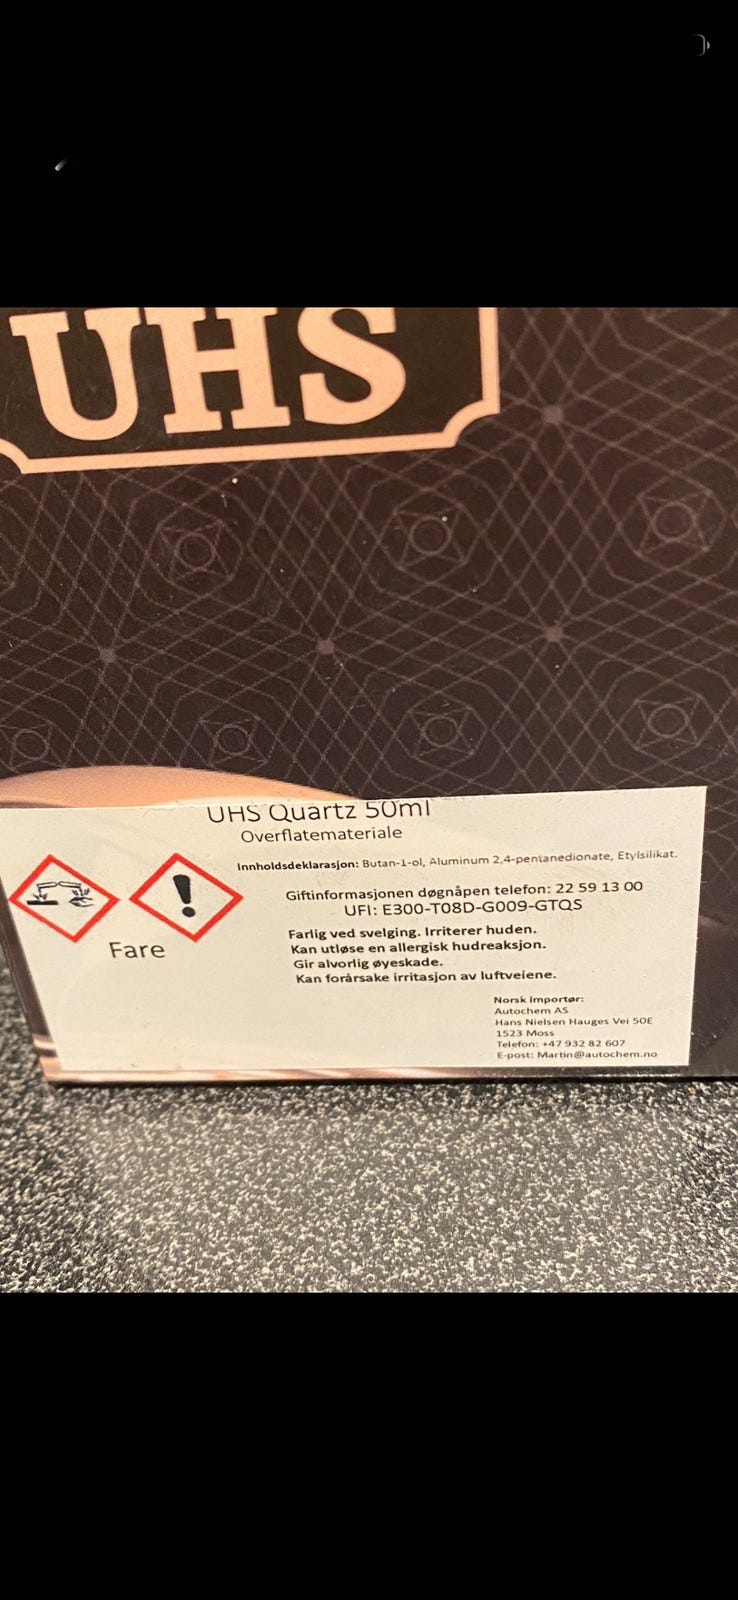 UHS
UHS Quartz 50ml
Overflatemateriale
Innholdsdeklarasjon: Butan-1-ol, Aluminum 2,4-pentanedionate, Etylsilikat.
Giftinformasjonen døgnåpen telefon: 22 59 13 00
UFI: E300-T08D-G009-GTQS
Fare
Farlig ved svelging. Irriterer huden.
Kan utløse en allergisk hudreaksjon.
Gir alvorlig øyeskade.
Kan forårsake irritasjon av luftveiene.
Norsk importør:
Autochem AS
Hans Nielsen Hauges Vei 50E
1523 Moss
Telefon: +47 932 82 607
E-post: Martin@autochem.no